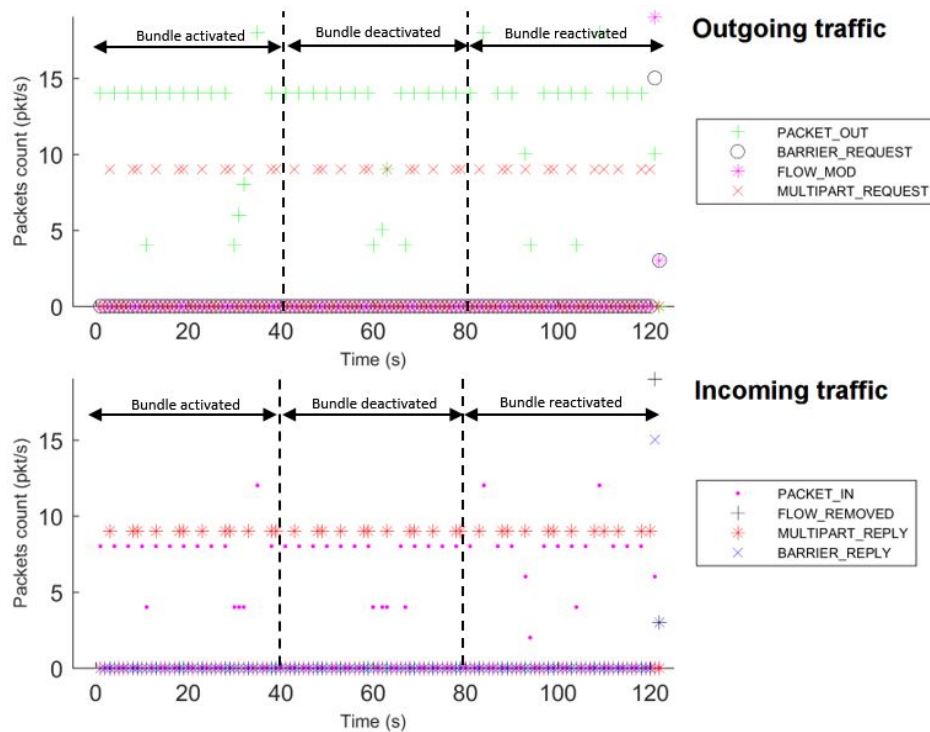 Bundle activated
Bundle deactivated
Bundle reactivated
Outgoing traffic
15
10
5
0
Packets count (pkt/s)
0 20 40 60 80 100 120
Time (s)
PACKET_OUT
BARRIER_REQUEST
FLOW_MOD
MULTIPART_REQUEST
Bundle activated
Bundle deactivated
Bundle reactivated
Incoming traffic
15
10
5
0
Packets count (pkt/s)
0 20 40 60 80 100 120
Time (s)
PACKET_IN
FLOW_REMOVED
MULTIPART_REPLY
BARRIER_REPLY